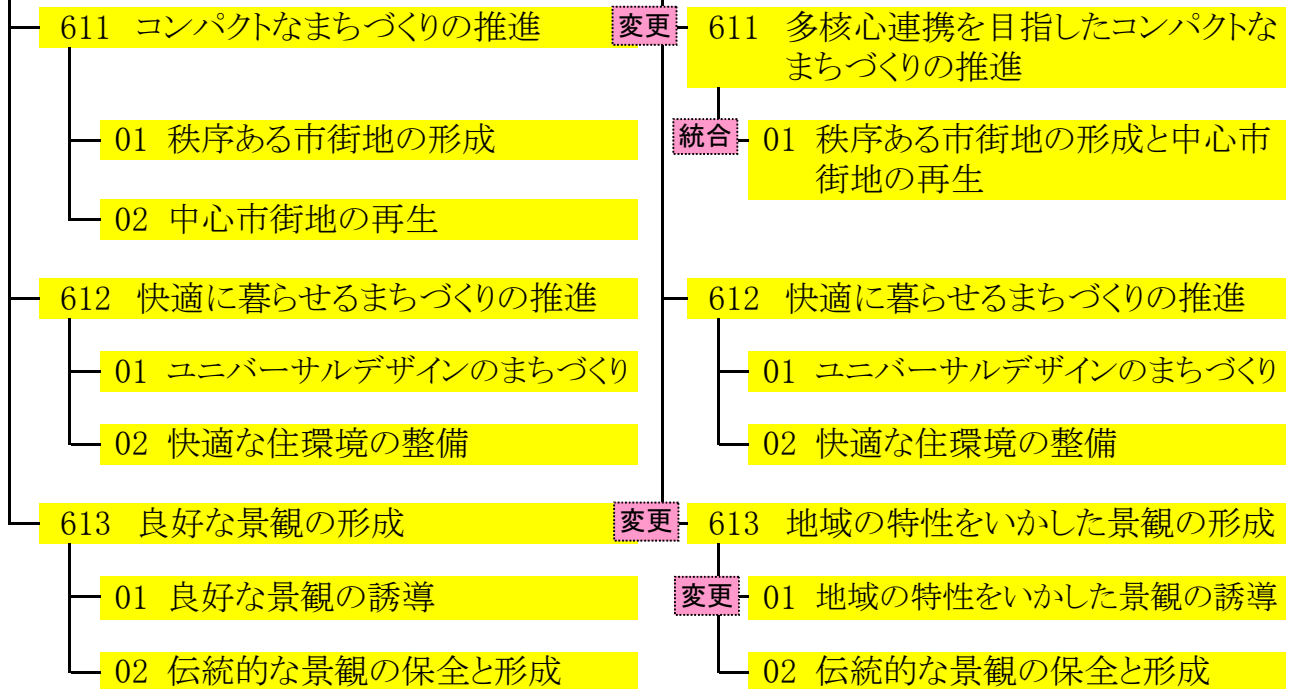 611 コンパクトなまちづくりの推進
変更
611 多核心連携を目指したコンパクトな
まちづくりの推進
01 秩序ある市街地の形成
統合
01 秩序ある市街地の形成と中心市
街地の再生
02 中心市街地の再生
612 快適に暮らせるまちづくりの推進
612 快適に暮らせるまちづくりの推進
01 ユニバーサルデザインのまちづくり
01 ユニバーサルデザインのまちづくり
02 快適な住環境の整備
02 快適な住環境の整備
613 良好な景観の形成
変更
613 地域の特性をいかした景観の形成
01 良好な景観の誘導
変更
01 地域の特性をいかした景観の誘導
02 伝統的な景観の保全と形成
02 伝統的な景観の保全と形成